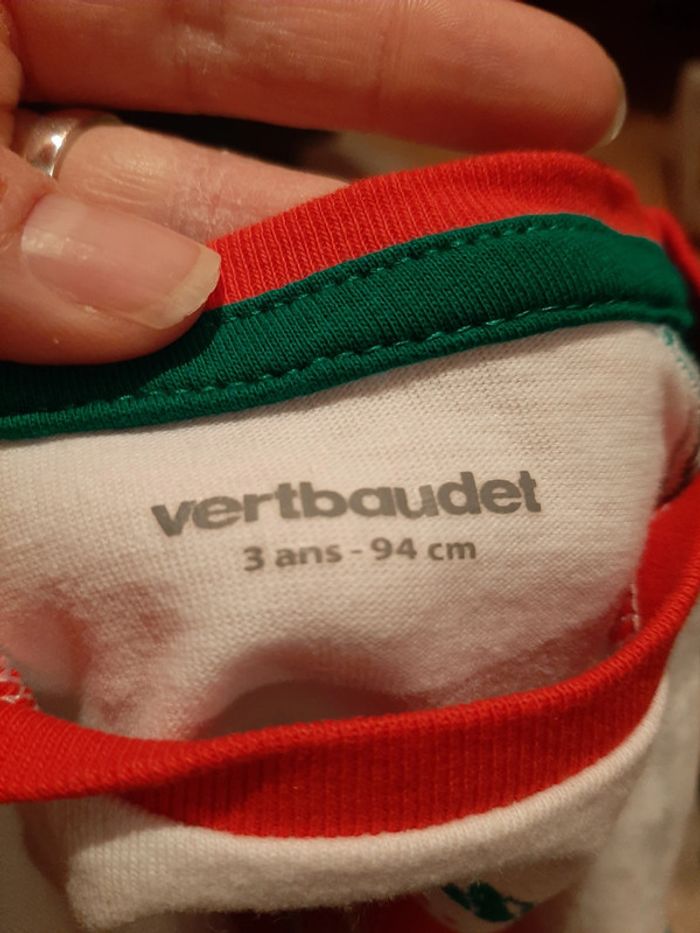 vertbaudet
3 ans - 94 cm